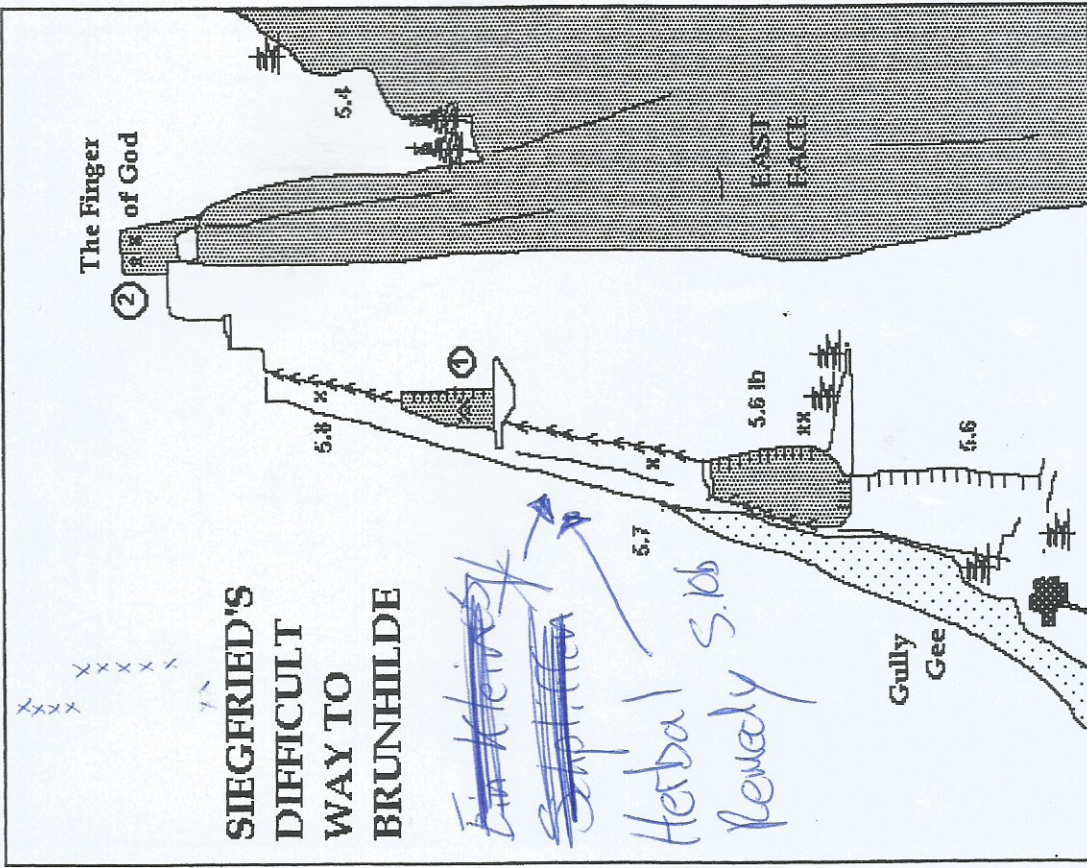 SIEGFRIED'S
DIFFICULT
WAY TO
BRUNHILDE
The Finger
of God
2
5.4
1
5.8
EAST
FACE
5.6 lb
5.7
5.6
Herbal 5.10b
Remedy
Gully
Gee